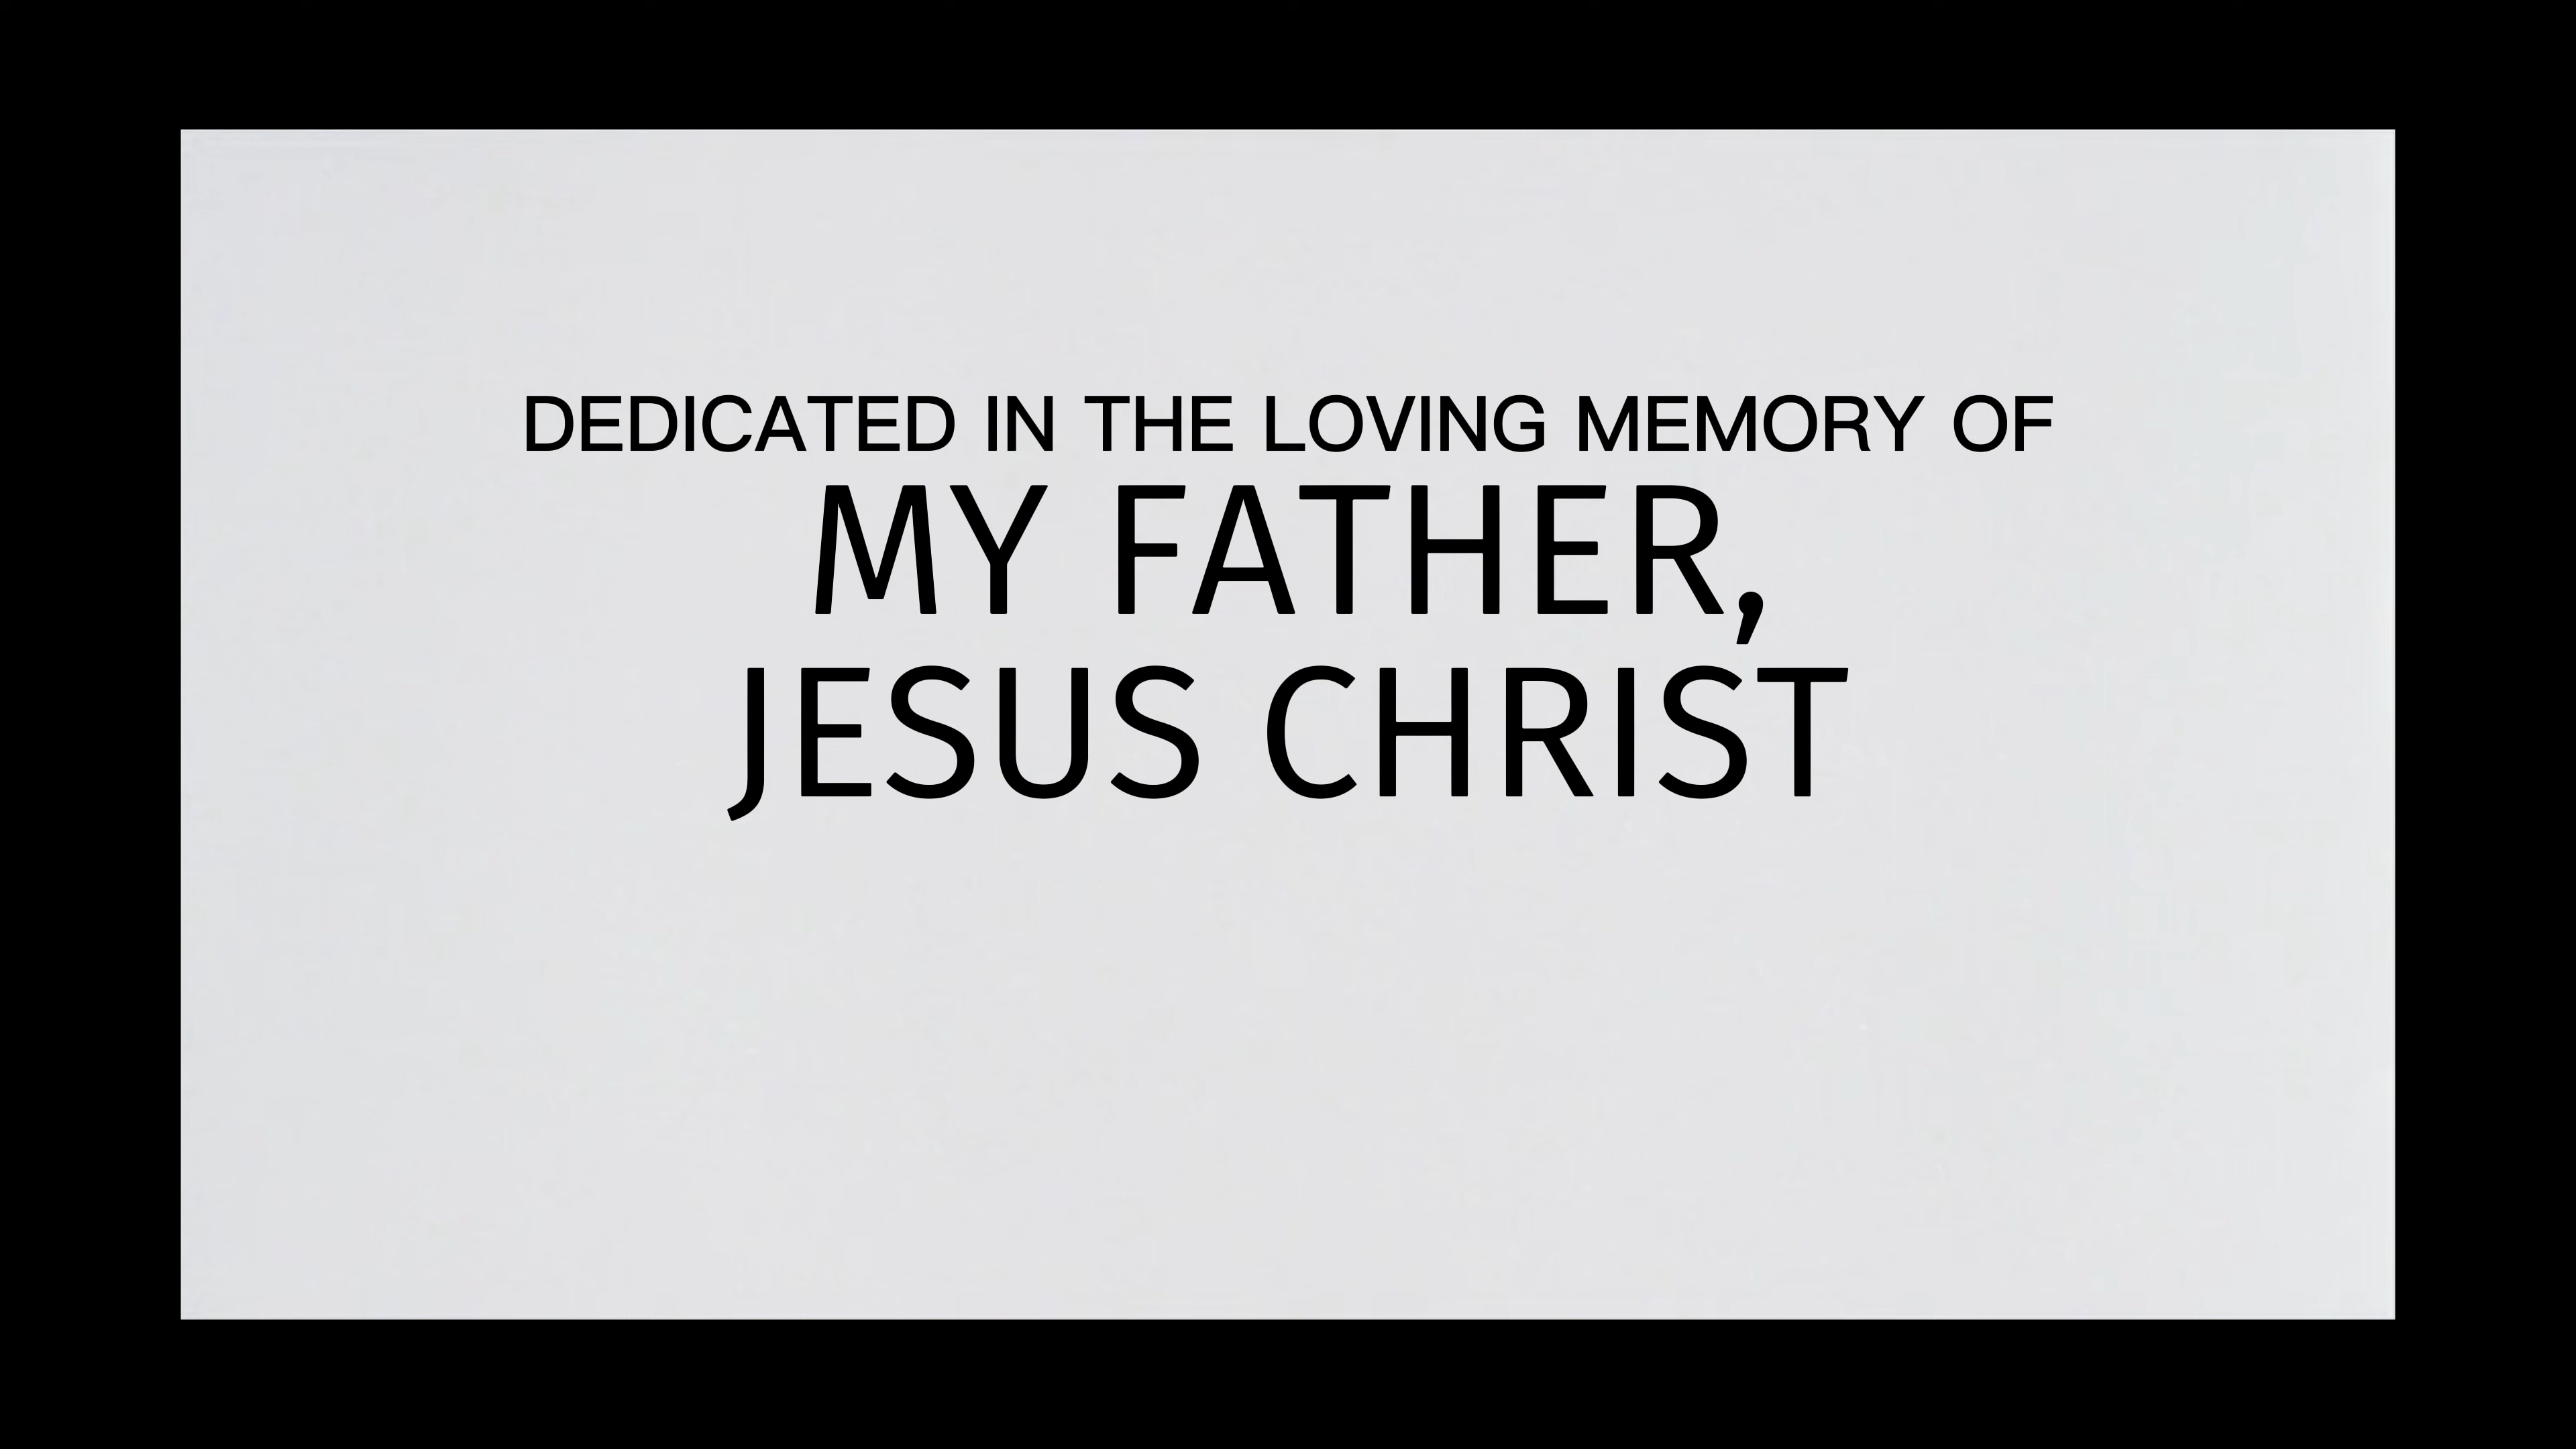 DEDICATED IN THE LOVING MEMORY OF
MY FATHER,
JESUS CHRIST